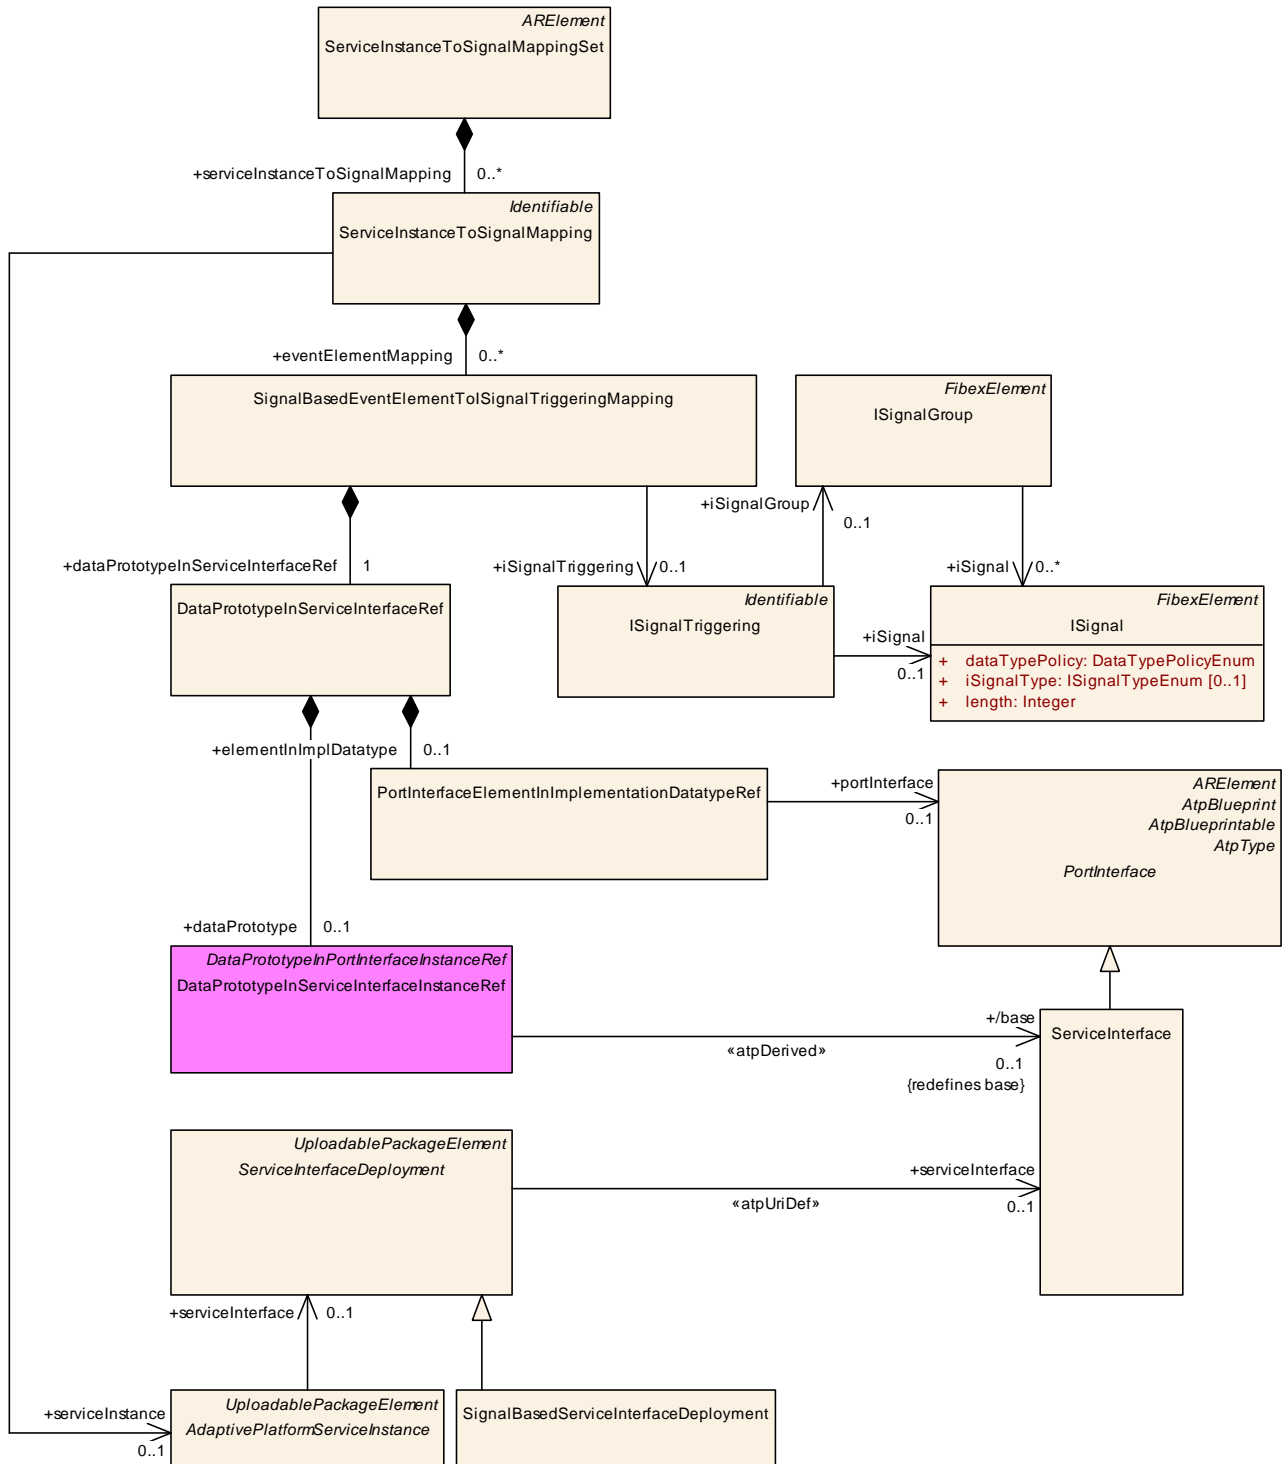 ARElement
ServiceInstanceToSignalMappingSet
+serviceInstanceToSignalMapping 0..*
Identifiable
ServiceInstanceToSignalMapping
+eventElementMapping 0..*
SignalBasedEventElementToISignalTriggeringMapping
FibexElement
ISignalGroup
+iSignalGroup
0..1
+dataPrototypeInServiceInterfaceRef 1
+iSignalTriggering 0..1
+iSignal 0..*
DataPrototypeInServiceInterfaceRef
Identifiable
ISignalTriggering
+iSignal
0..1
FibexElement
ISignal
+ dataTypePolicy: DataTypePolicyEnum
+ iSignalType: ISignalTypeEnum [0..1]
+ length: Integer
+elementInImplDatatype 0..1
PortInterfaceElementInImplementationDatatypeRef
+portInterface
0..1
ARElement
AtpBlueprint
AtpBlueprintable
AtpType
PortInterface
+dataPrototype 0..1
DataPrototypeInPortInterfaceInstanceRef
DataPrototypeInServiceInterfaceInstanceRef
+/base
«atpDerived»
0..1
{redefines base}
ServiceInterface
UploadablePackageElement
ServiceInterfaceDeployment
+serviceInterface
«atpUriDef»
0..1
+serviceInterface 0..1
+serviceInstance
0..1
UploadablePackageElement
AdaptivePlatformServiceInstance
SignalBasedServiceInterfaceDeployment